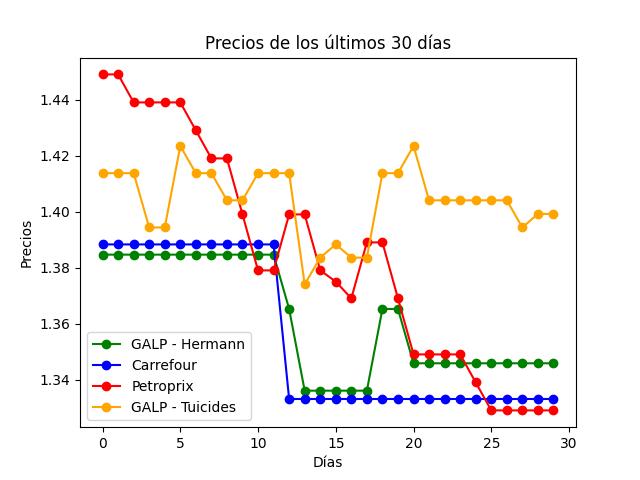 Precios de los últimos 30 días
Precios
1.44
1.42
1.40
1.38
1.36
1.34
GALP - Hermann
Carrefour
Petroprix
GALP - Tuicides
0 5 10 15 20 25 30
Días